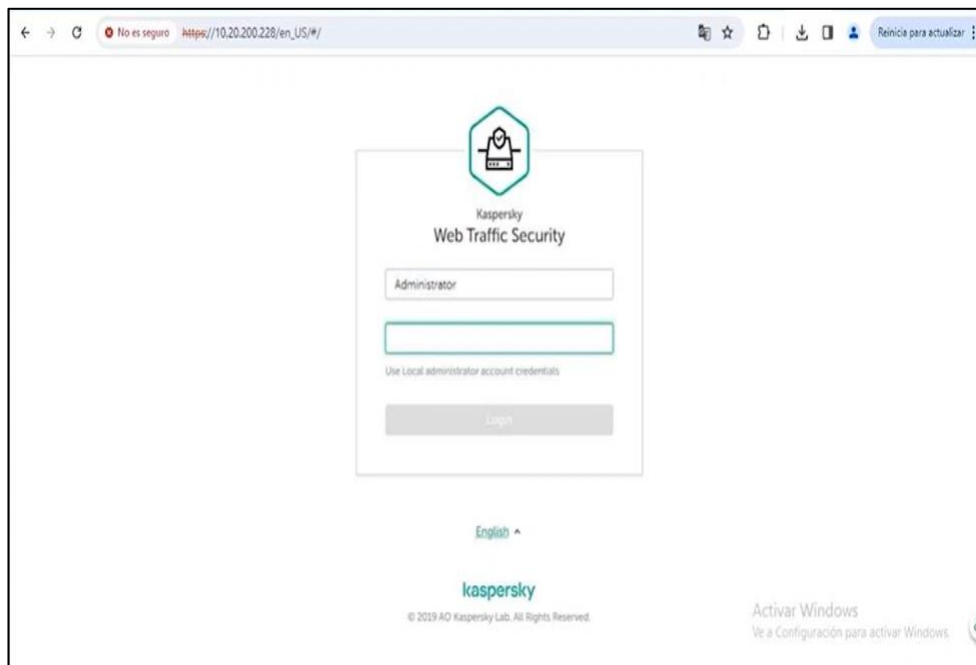 No es seguro https://10.20.200.228/en_US/#/ Reinicia para actualizar
Kaspersky
Web Traffic Security
Administrator
Use Local administrator account credentials
Login
English
kaspersky
© 2019 AO Kaspersky Lab. All Rights Reserved.
Activar Windows
Ve a Configuración para activar Windows.